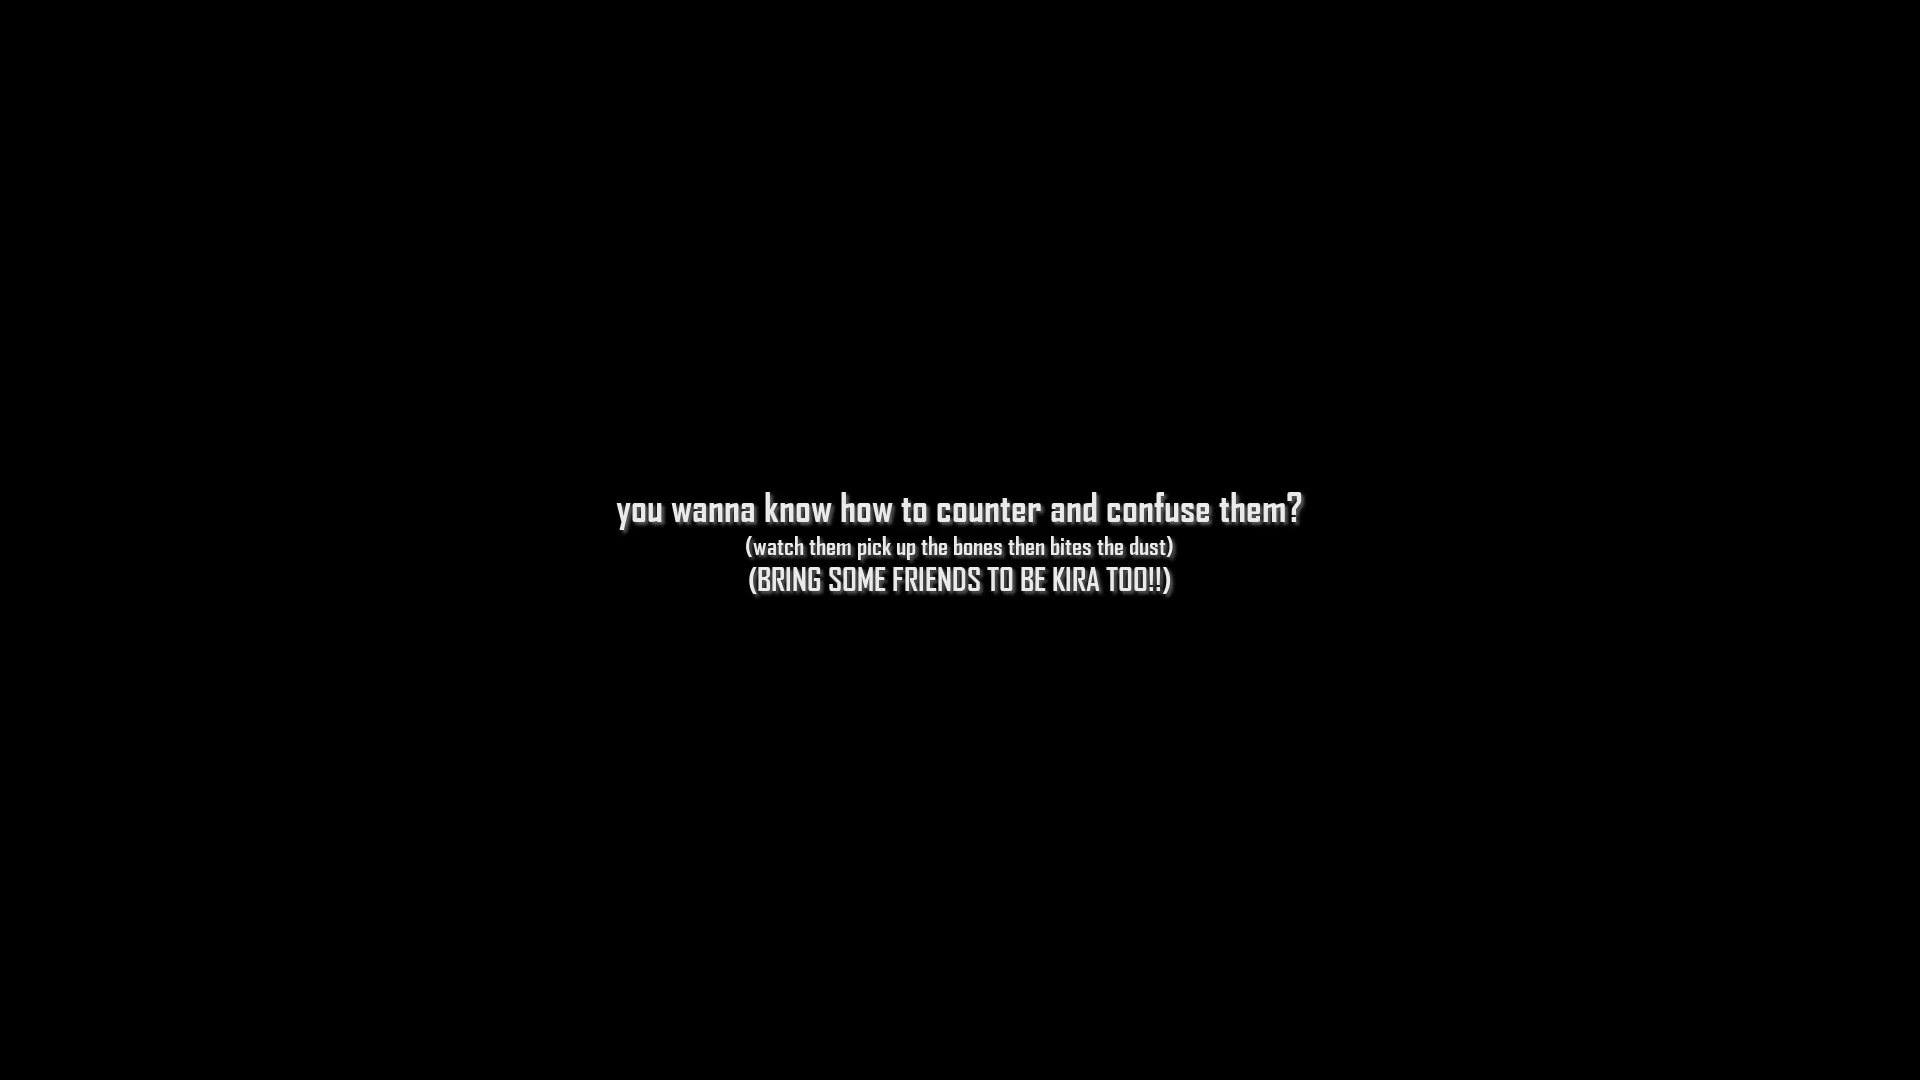 you wanna know how to counter and confuse them?
(watch them pick up the bones then bites the dust)
(BRING SOME FRIENDS TO BE KIRA TOO!!)